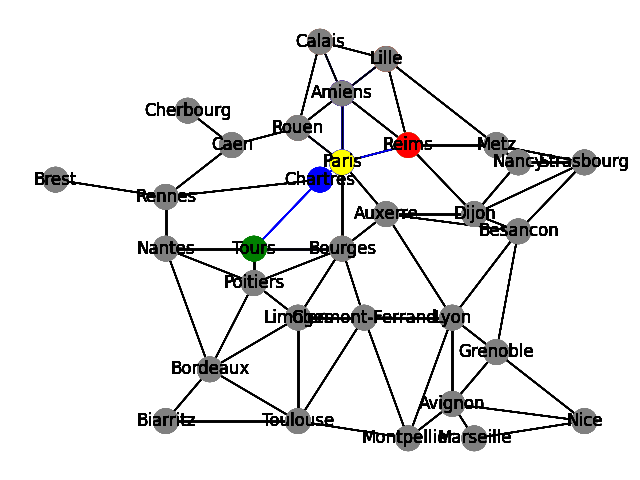 Calais
Lille
Amiens
Cherbourg
Rouen
Caen
Reims
Metz
Paris
Nancy
Strasbourg
Brest
Chartres
Rennes
Auxerre
Dijon
Besancon
Nantes
Tours
Bourges
Poitiers
Limoges
Clermont-Ferrand
Lyon
Grenoble
Bordeaux
Avignon
Biarritz
Toulouse
Nice
Montpellier
Marseille